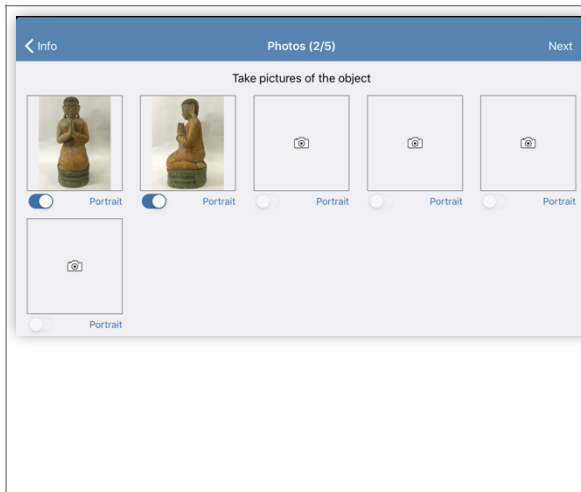 Info Photos (2/5) Next
Take pictures of the object
Portrait Portrait Portrait Portrait Portrait
Portrait